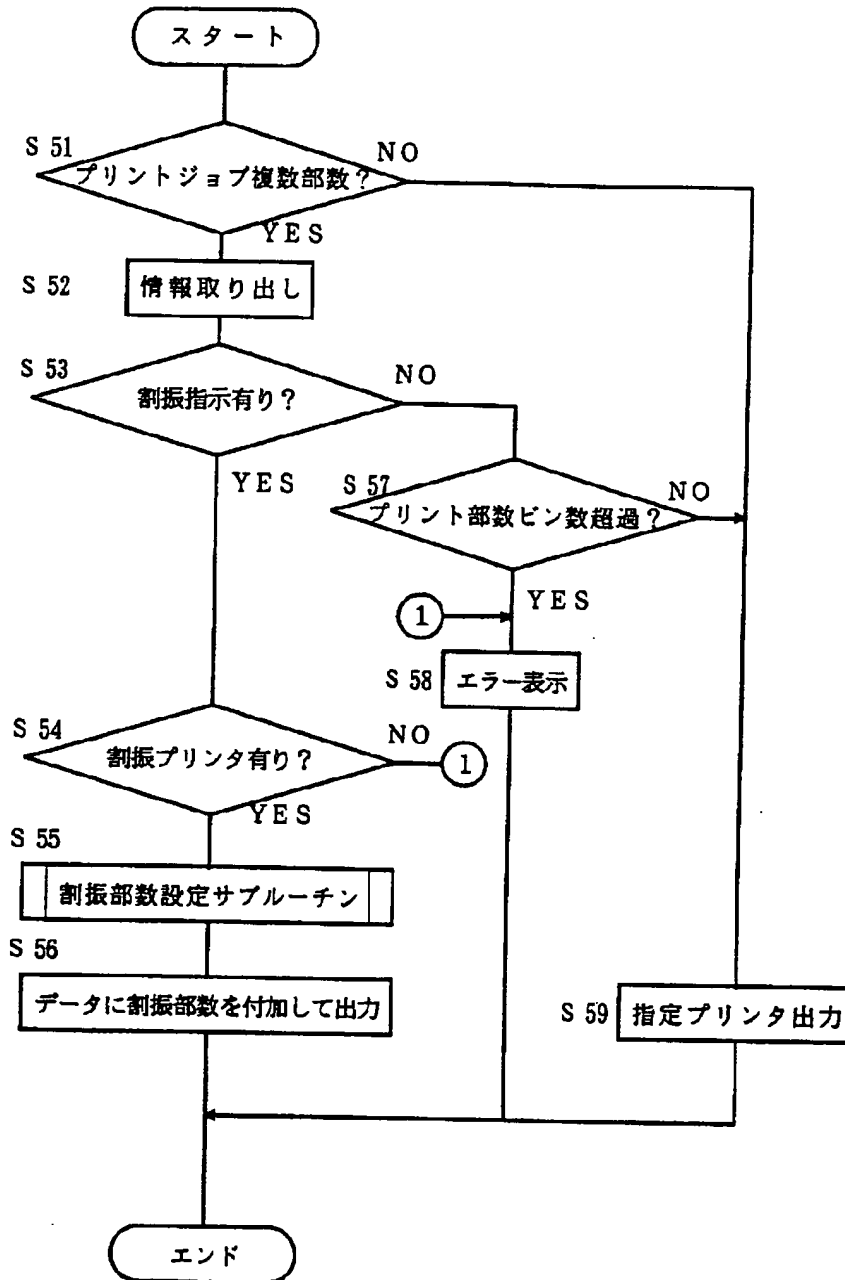 スタート
S 51
プリントジョブ複数部数?
NO
YES
S 52
情報取り出し
S 53
割振指示有り?
NO
YES
S 57
プリント部数ビン数超過?
NO
YES
1
S 58
エラー表示
S 54
割振プリンタ有り?
NO
1
YES
S 55
割振部数設定サブルーチン
S 56
データに割振部数を付加して出力
S 59
指定プリンタ出力
エンド